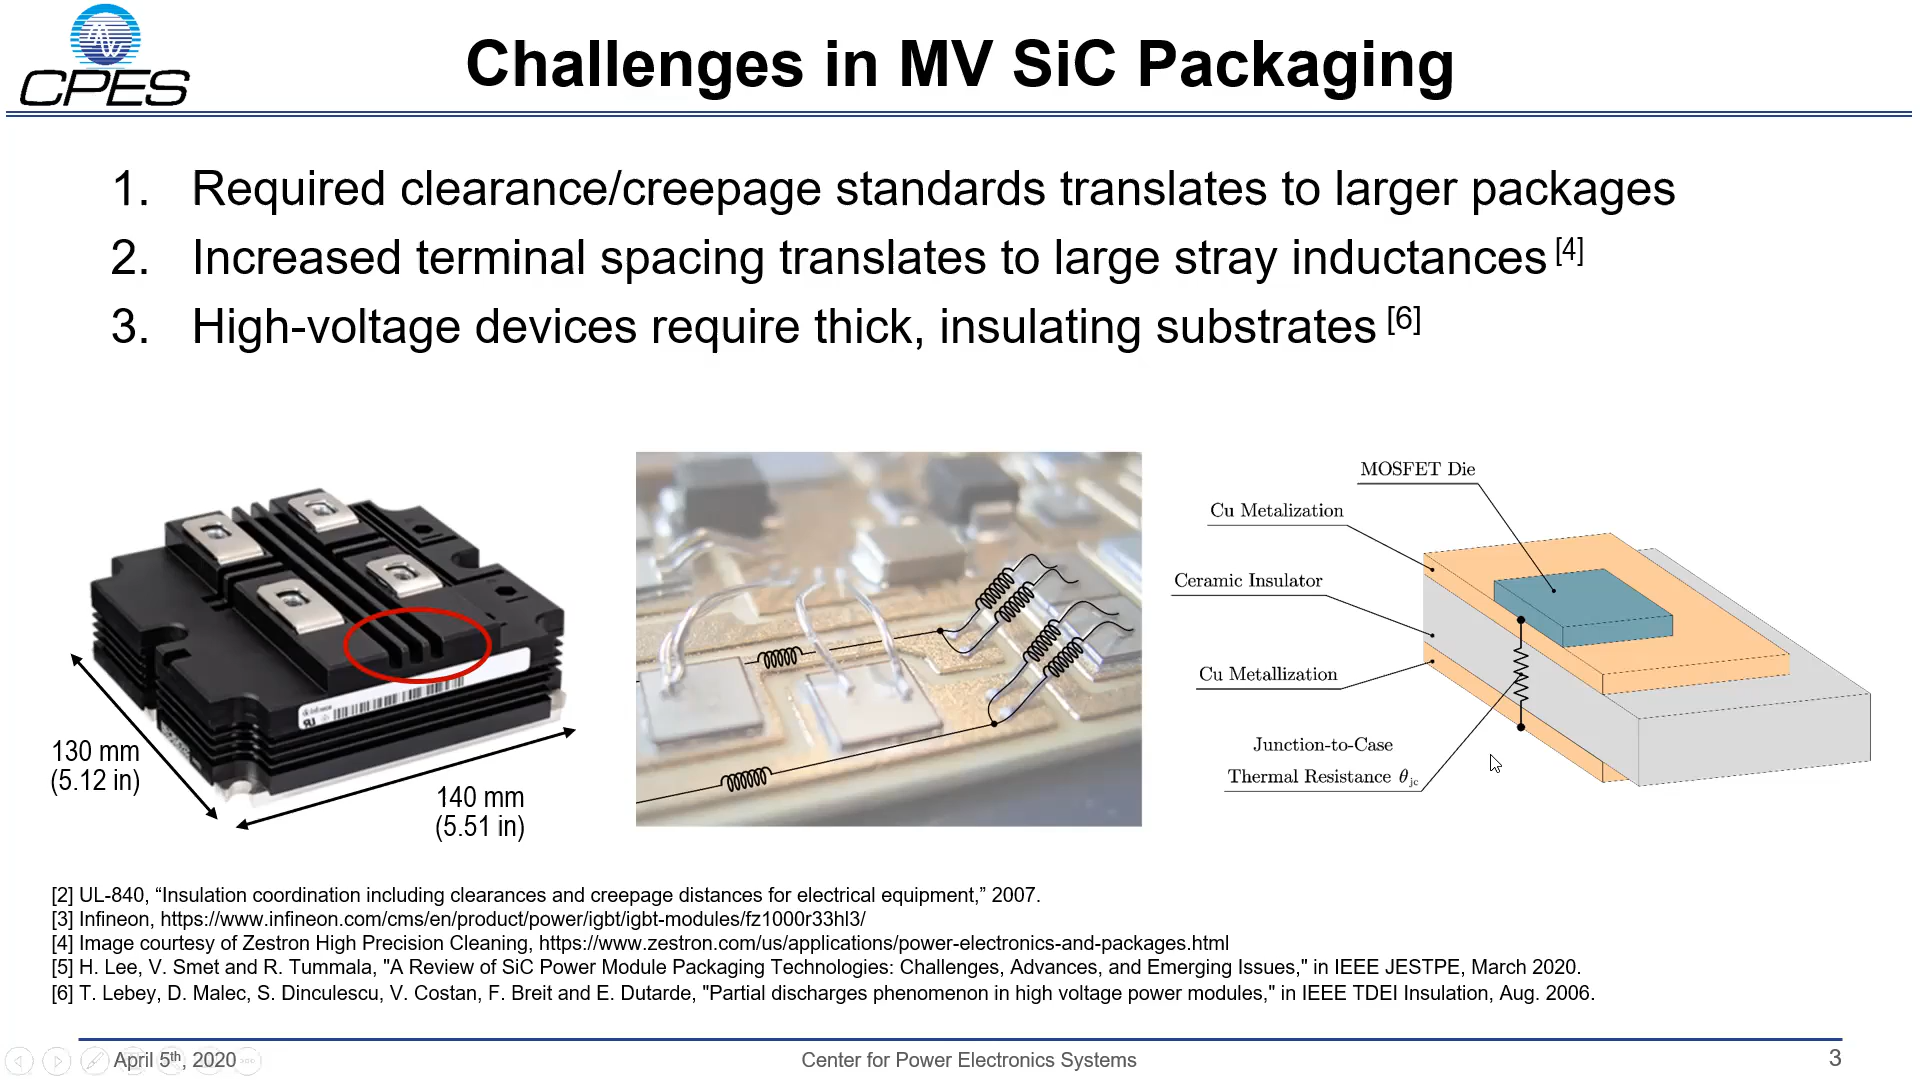 CPES
Challenges in MV SiC Packaging
1. Required clearance/creepage standards translates to larger packages
2. Increased terminal spacing translates to large stray inductances [4]
3. High-voltage devices require thick, insulating substrates [6]
130 mm
(5.12 in)
140 mm
(5.51 in)
MOSFET Die
Cu Metalization
Ceramic Insulator
Cu Metallization
Junction-to-Case
Thermal Resistance θjc
[2] UL-840, “Insulation coordination including clearances and creepage distances for electrical equipment,” 2007.
[3] Infineon, https://www.infineon.com/cms/en/product/power/igbt/igbt-modules/fz1000r33hl3/
[4] Image courtesy of Zestron High Precision Cleaning, https://www.zestron.com/us/applications/power-electronics-and-packages.html
[5] H. Lee, V. Smet and R. Tummala, "A Review of SiC Power Module Packaging Technologies: Challenges, Advances, and Emerging Issues," in IEEE JESTPE, March 2020.
[6] T. Lebey, D. Malec, S. Dinculescu, V. Costan, F. Breit and E. Dutarde, "Partial discharges phenomenon in high voltage power modules," in IEEE TDEI Insulation, Aug. 2006.
April 5th, 2020
Center for Power Electronics Systems
3